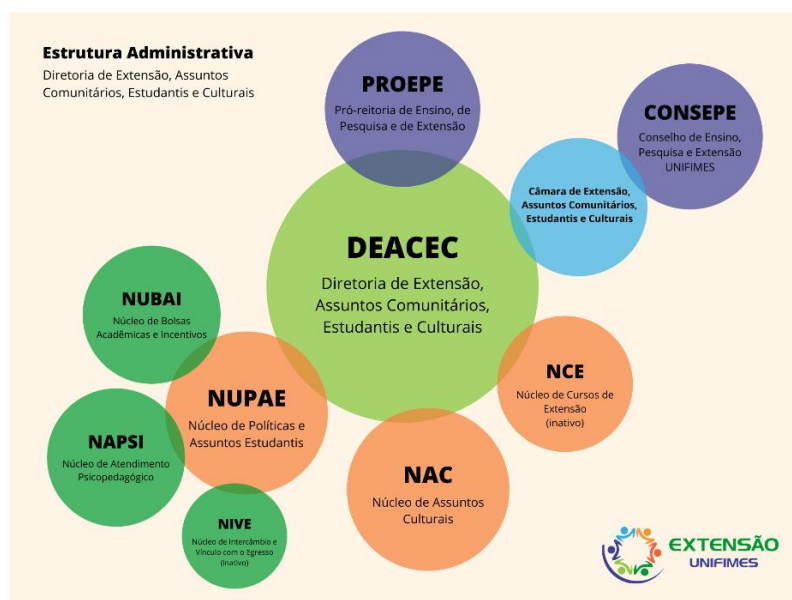 Estrutura Administrativa
Diretoria de Extensão, Assuntos
Comunitários, Estudantis e Culturais
PROEPE
Pró-reitoria de Ensino, de
Pesquisa e de Extensão
CONSEPE
Conselho de Ensino,
Pesquisa e Extensão
UNIFIMES
Câmara de Extensão,
Assuntos Comunitários,
Estudantis e Culturais
DEACEC
Diretoria de Extensão,
Assuntos Comunitários,
Estudantis e Culturais
NUBAI
Núcleo de Bolsas
Acadêmicas e Incentivos
NUPAE
Núcleo de Políticas e
Assuntos Estudantis
NCE
Núcleo de Cursos de
Extensão
(inativo)
NAPSI
Núcleo de Atendimento
Psicopedagógico
NAC
Núcleo de Assuntos
Culturais
NIVE
Núcleo de Intercâmbio e
Vínculo com o Egresso
(Inativo)
EXTENSÃO
UNIFIMES